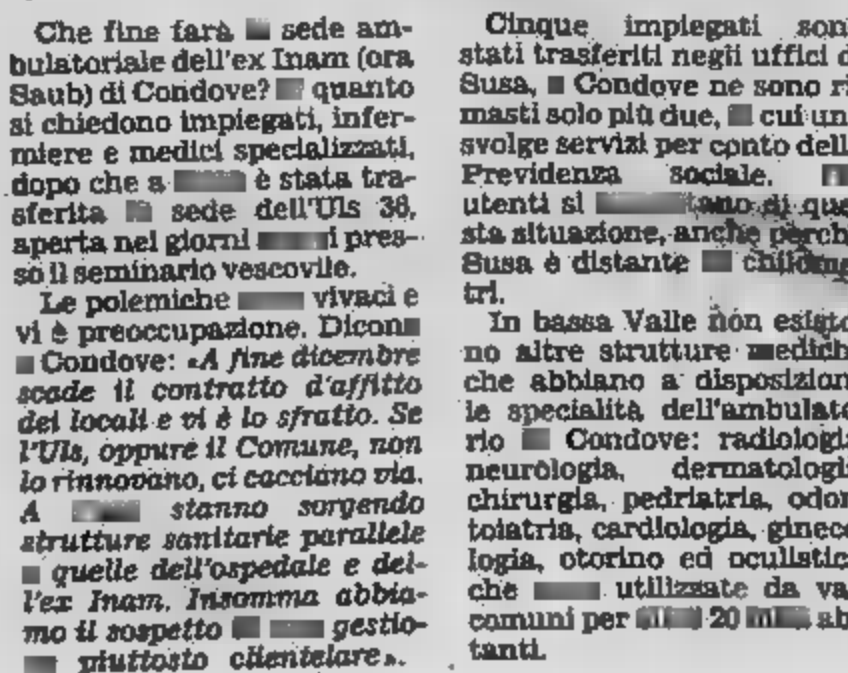 Che fine farà sede am-
bulatoriale dell'ex Inam (ora
Saub) di Condove? quanto
si chiedono impiegati, infer-
miere e medici specializzati,
dopo che a è stata tra-
sferita sede dell'Uls 36,
aperta nei giorni pres-
so il seminario vescovile.
Le polemiche vivaci e
vi è preoccupazione.
Condove: «A fine dicembre
scade il contratto d'affitto
dei locali e vi è lo sfratto. Se
l'Uls, oppure il Comune, non
lo rinnovano, ci cacciano via.
A stanno sorgendo
strutture sanitarie parallele
quelle dell'ospedale e del-
l'ex Inam. Insomma abbia-
mo il sospetto gestio-
piuttosto clientelare».
Cinque impiegati son
stati trasferiti negli uffici d
Susa, Condove ne sono ri
masti solo più due, cui un
svolge servizi per conto dell
Previdenza sociale.
utenti si di que
sta situazione, anche perch
Susa è distante
tri.
In bassa Valle non esisto
no altre strutture medich
che abbiano a disposizion
le specialità dell'ambulato
rio Condove: radiologia
neurologia, dermatologi
chirurgia, pedriatria, odon
toiatria, cardiologia, gineco
logia, otorino ed oculistic
che utilizzate da va
comuni per 20 ab
tanti.